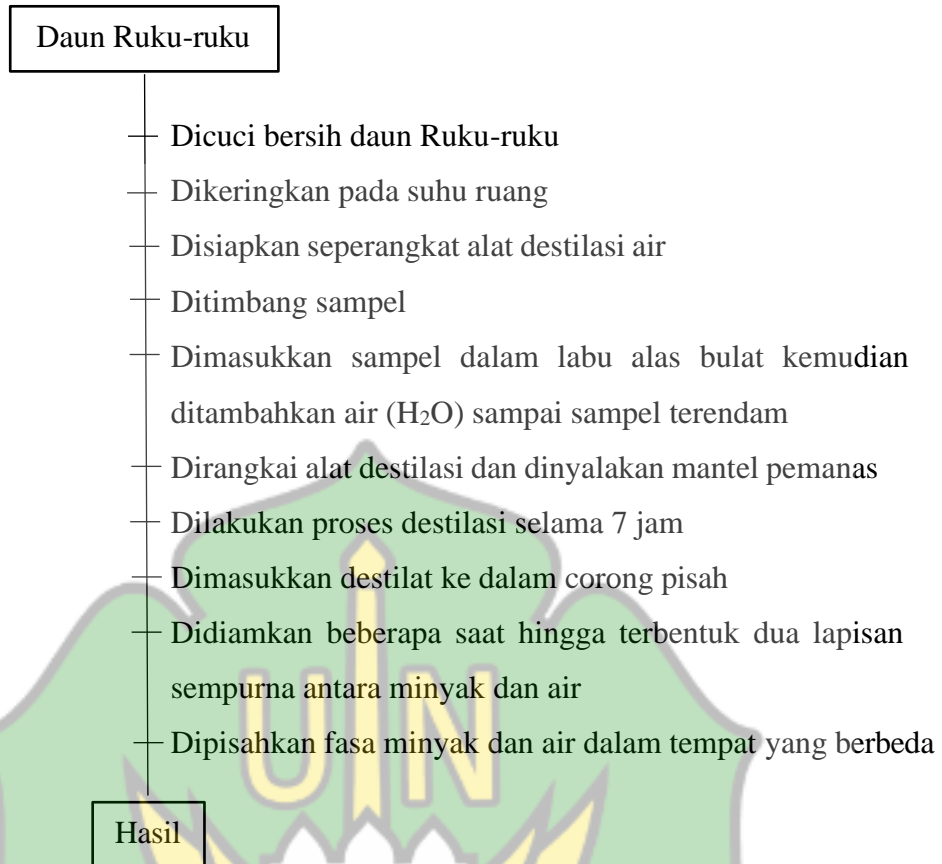 Daun Ruku-ruku
Dicuci bersih daun Ruku-ruku
Dikeringkan pada suhu ruang
Disiapkan seperangkat alat destilasi air
Ditimbang sampel
Dimasukkan sampel dalam labu alas bulat kemudian
ditambahkan air (H₂O) sampai sampel terendam
Dirangkai alat destilasi dan dinyalakan mantel pemanas
Dilakukan proses destilasi selama 7 jam
Dimasukkan destilat ke dalam corong pisah
Didiamkan beberapa saat hingga terbentuk dua lapisan
sempurna antara minyak dan air
Dipisahkan fasa minyak dan air dalam tempat yang berbeda
UIN
Hasil